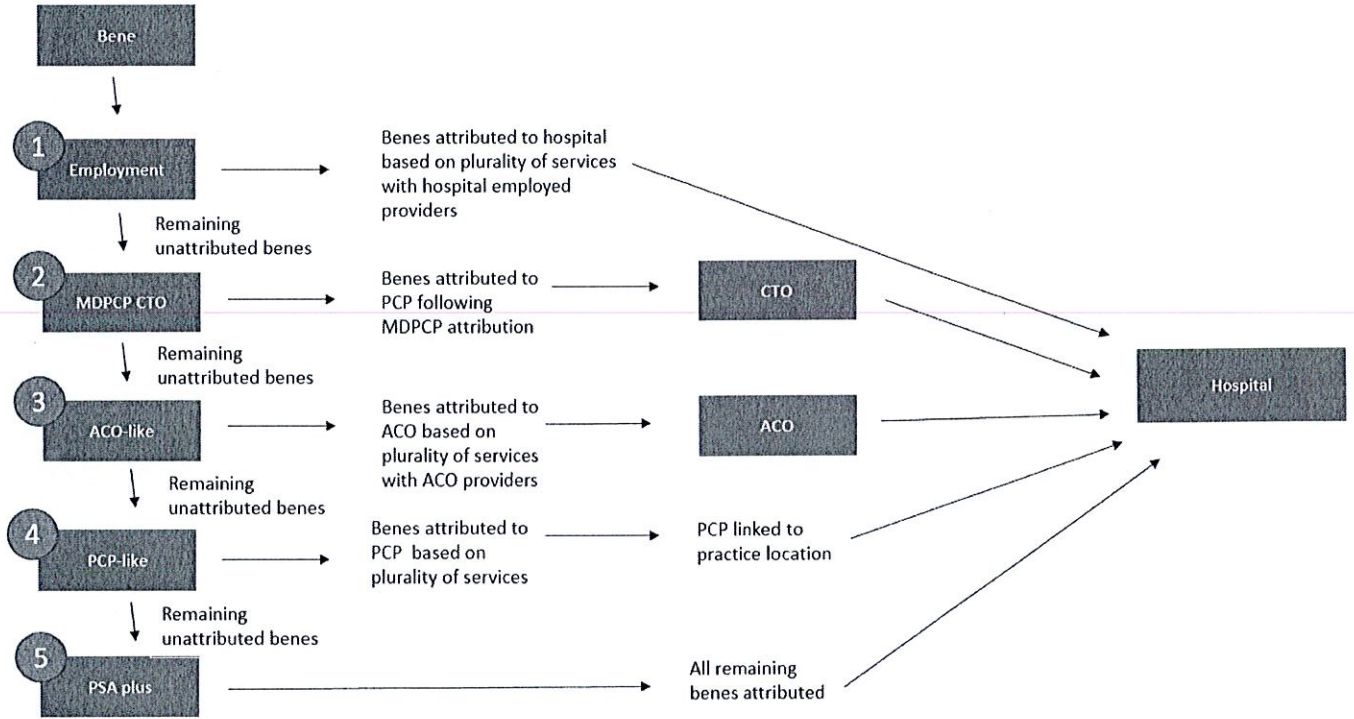 Bene
1
Employment
Benes attributed to hospital
based on plurality of services
with hospital employed
providers
Remaining
unattributed benes
2
MDPCP CTO
Benes attributed to
PCP following
MDPCP attribution
CTO
Hospital
Remaining
unattributed benes
3
ACO-like
Benes attributed to
ACO based on
plurality of services
with ACO providers
ACO
Remaining
unattributed benes
4
PCP-like
Benes attributed to
PCP based on
plurality of services
PCP linked to
practice location
Remaining
unattributed benes
5
PSA plus
All remaining
benes attributed